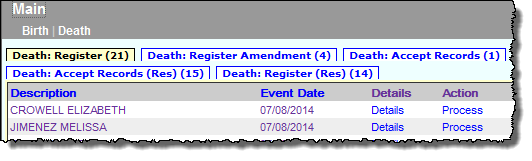 Main
Birth | Death
Death: Register (21) Death: Register Amendment (4) Death: Accept Records (1)
Death: Accept Records (Res) (15) Death: Register (Res) (14)
Description Event Date Details Action
CROWELL ELIZABETH 07/08/2014 Details Process
JIMENEZ MELISSA 07/08/2014 Details Process